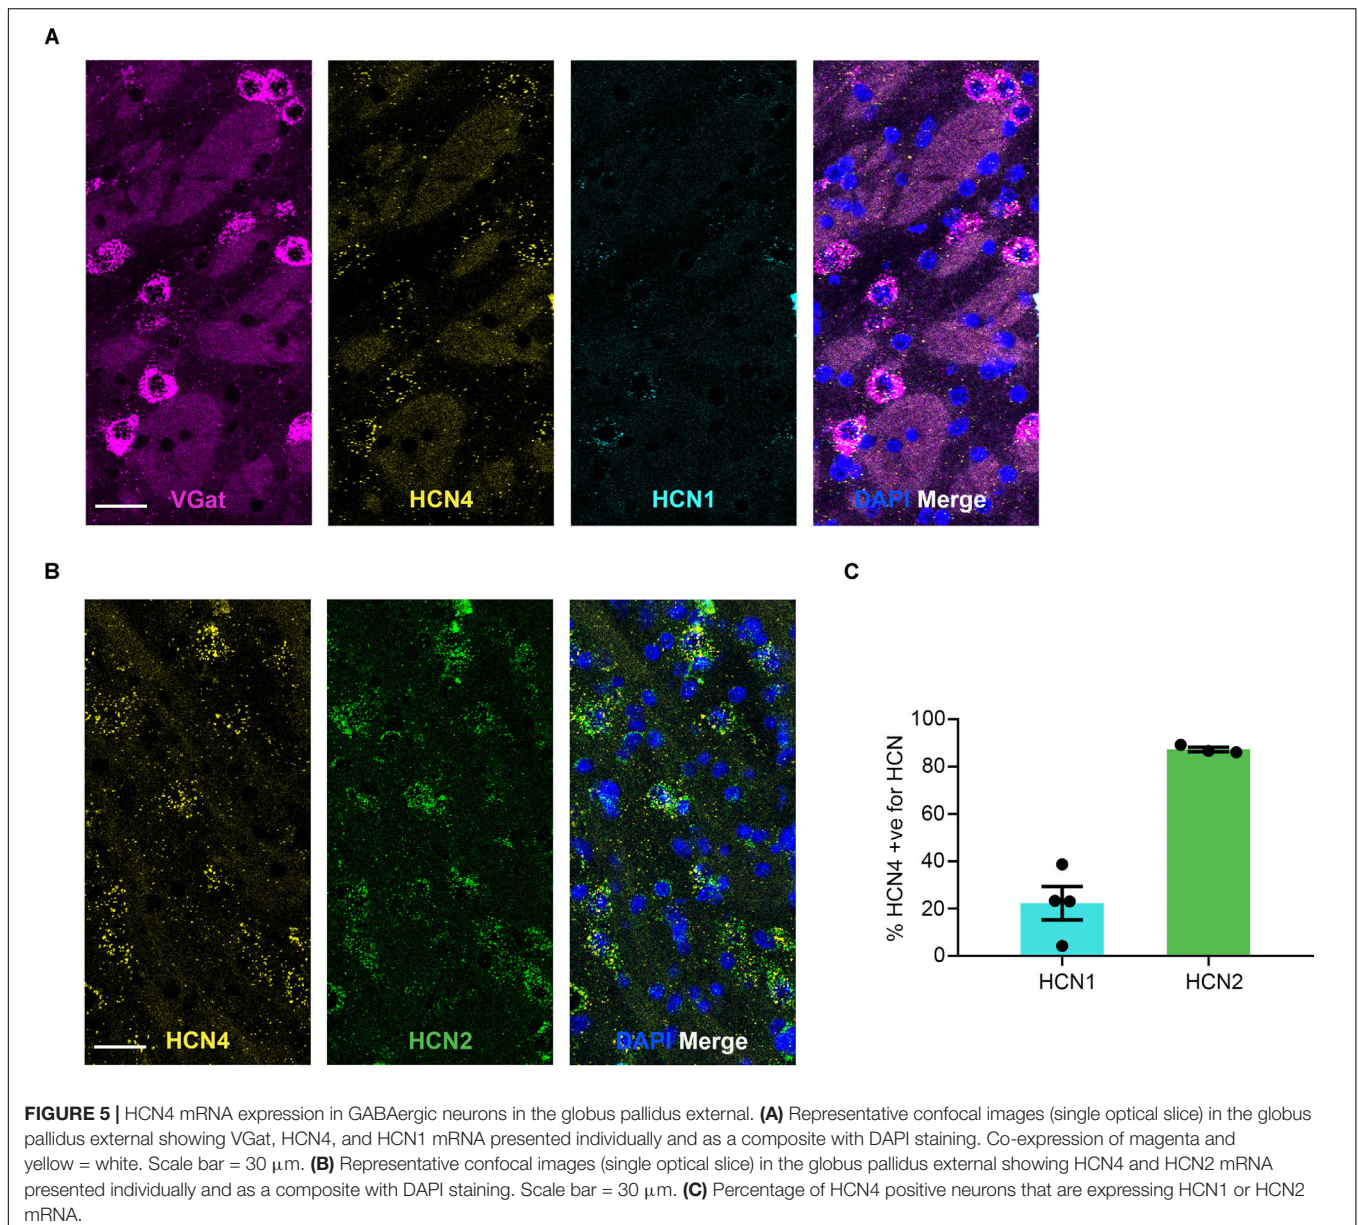 A
VGat
HCN4
HCN1
DAPI Merge
B
C
HCN4
HCN2
DAPI Merge
% HCN4 +ve for HCN
100
80
60
40
20
0
HCN1
HCN2
FIGURE 5 | HCN4 mRNA expression in GABAergic neurons in the globus pallidus external. (A) Representative confocal images (single optical slice) in the globus
pallidus external showing VGat, HCN4, and HCN1 mRNA presented individually and as a composite with DAPI staining. Co-expression of magenta and
yellow = white. Scale bar = 30 μm. (B) Representative confocal images (single optical slice) in the globus pallidus external showing HCN4 and HCN2 mRNA
presented individually and as a composite with DAPI staining. Scale bar = 30 μm. (C) Percentage of HCN4 positive neurons that are expressing HCN1 or HCN2
mRNA.